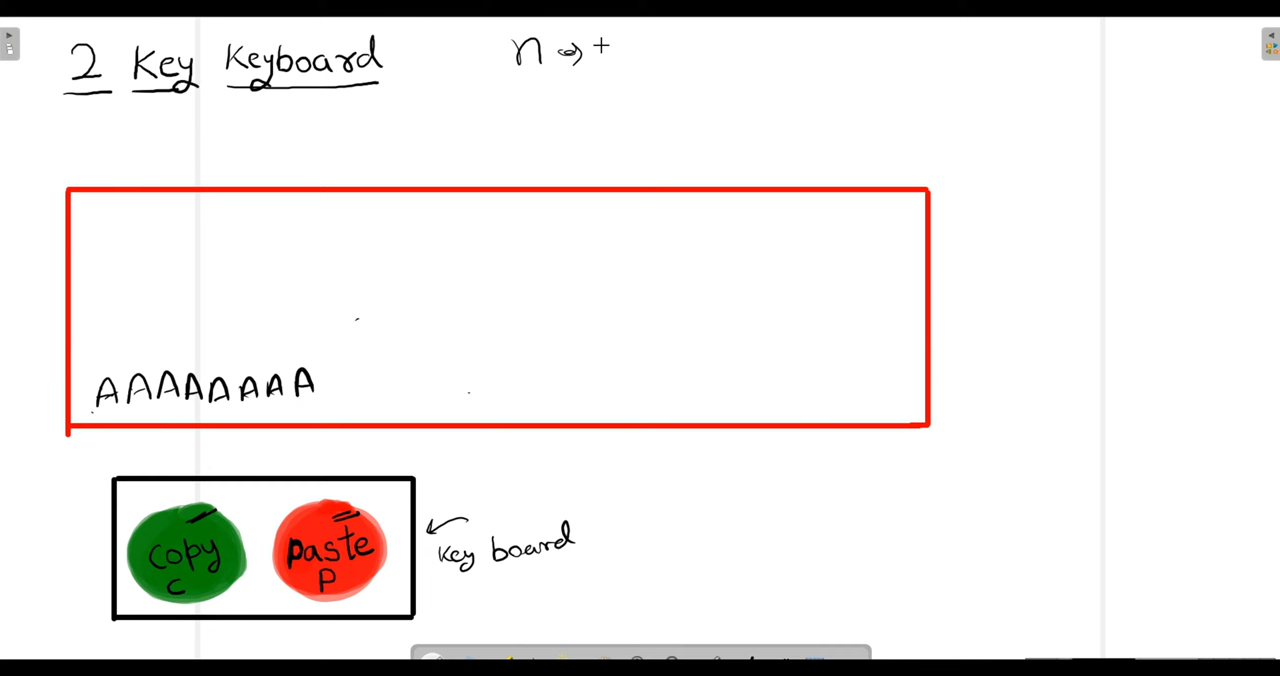 2 Key Keyboard
n => +
AAAAAAAA
Copy
C
Paste
P
Key board